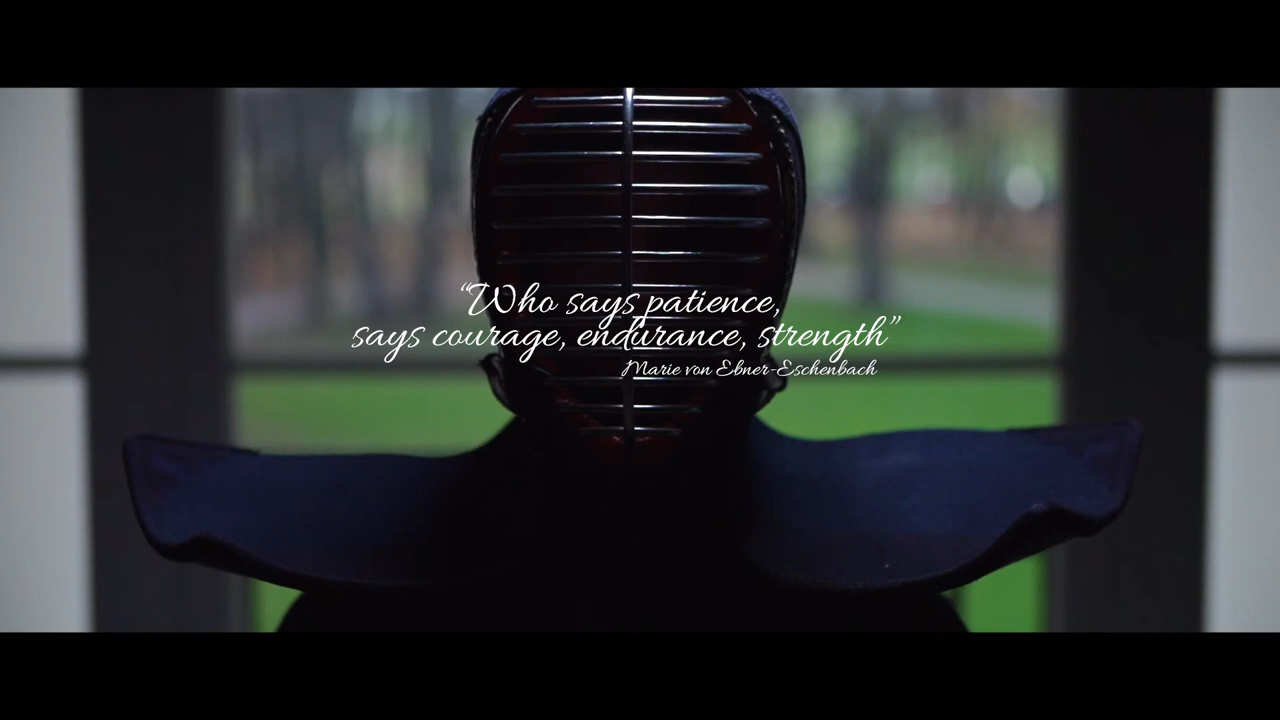 “Who says patience,
says courage, endurance, strength”
Marie von Ebner-Eschenbach